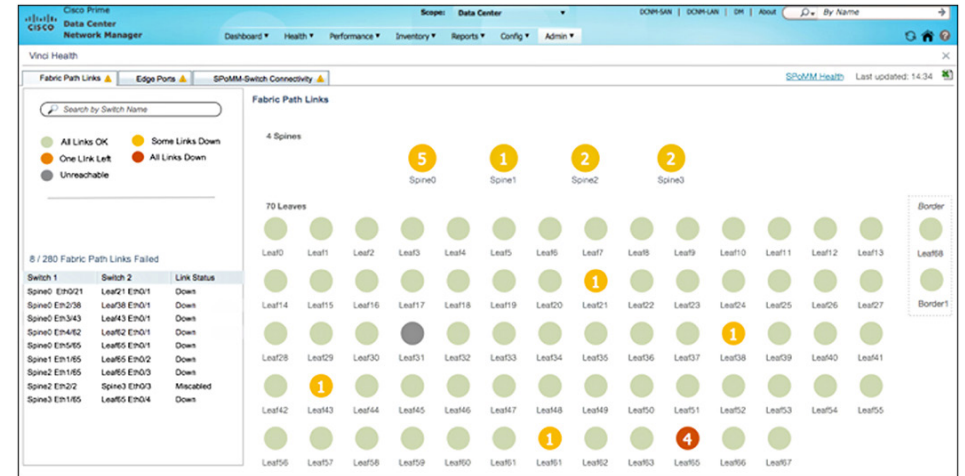 Cisco Prime
CISCO
Data Center
Network Manager
Scope: Data Center
DCNM-SAN | DCNM-LAN | DM | About
By Name
Dashboard Health Performance Inventory Reports Config Admin
Vinci Health
Fabric Path Links Edge Ports SPoMM-Switch Connectivity
SPoMM Health Last updated: 14:34
Search by Switch Name
All Links OK Some Links Down
One LInk Left All Links Down
Unreachable
8 / 280 Fabric Path Links Failed
Switch 1 Switch 2 Link Status
Spine0 Eth0/21 Leaf21 Eth0/1 Down
Spine0 Eth2/38 Leaf38 Eth0/1 Down
Spine0 Eth3/43 Leaf43 Eth0/1 Down
Spine0 Eth4/62 Leaf62 Eth0/1 Down
Spine0 Eth5/65 Leaf65 Eth0/1 Down
Spine1 Eth1/65 Leaf65 Eth0/2 Down
Spine2 Eth1/65 Leaf65 Eth0/3 Down
Spine2 Eth2/2 Spine3 Eth0/3 Miscabled
Spine3 Eth1/65 Leaf65 Eth0/4 Down
Fabric Path Links
4 Spines
5 1 2 2
Spine0 Spine1 Spine2 Spine3
70 Leaves
Leaf0 Leaf1 Leaf2 Leaf3 Leaf4 Leaf5 Leaf6 Leaf7 Leaf8 Leaf9 Leaf10 Leaf11 Leaf12 Leaf13
1
Leaf14 Leaf15 Leaf16 Leaf17 Leaf18 Leaf19 Leaf20 Leaf21 Leaf22 Leaf23 Leaf24 Leaf25 Leaf26 Leaf27
1
Leaf28 Leaf29 Leaf30 Leaf31 Leaf32 Leaf33 Leaf34 Leaf35 Leaf36 Leaf37 Leaf38 Leaf39 Leaf40 Leaf41
1
Leaf42 Leaf43 Leaf44 Leaf45 Leaf46 Leaf47 Leaf48 Leaf49 Leaf50 Leaf51 Leaf52 Leaf53 Leaf54 Leaf55
1 4
Leaf56 Leaf57 Leaf58 Leaf59 Leaf60 Leaf61 Leaf61 Leaf62 Leaf63 Leaf65 Leaf66 Leaf67
Border
Leaf68
Border1